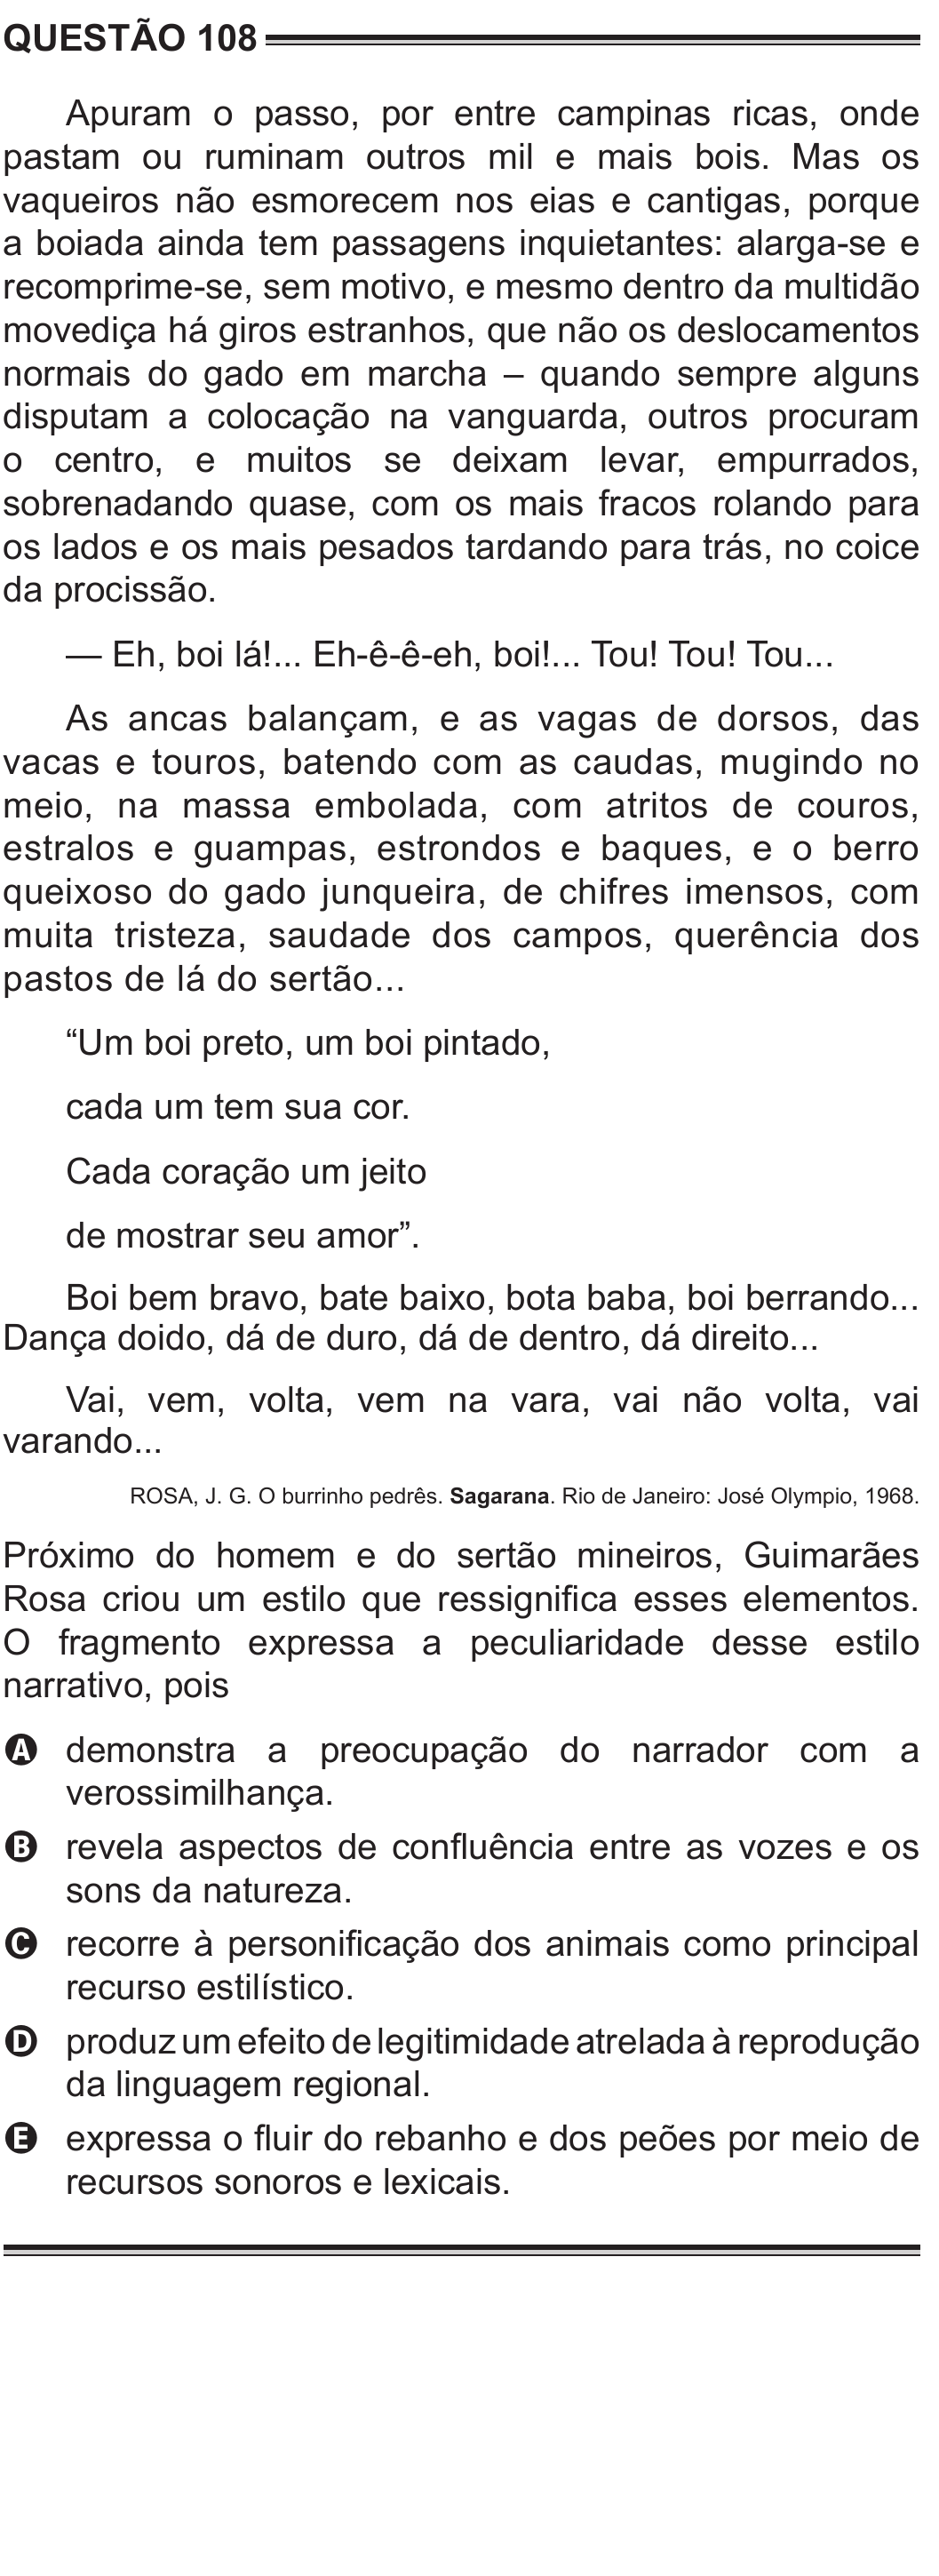 QUESTÃO 108
Apuram o passo, por entre campinas ricas, onde
pastam ou ruminam outros mil e mais bois. Mas os
vaqueiros não esmorecem nos eias e cantigas, porque
a boiada ainda tem passagens inquietantes: alarga-se e
recomprime-se, sem motivo, e mesmo dentro da multidão
movediça há giros estranhos, que não os deslocamentos
normais do gado em marcha – quando sempre alguns
disputam a colocação na vanguarda, outros procuram
o centro, e muitos se deixam levar, empurrados,
sobrenadando quase, com os mais fracos rolando para
os lados e os mais pesados tardando para trás, no coice
da procissão.
— Eh, boi lá!... Eh-ê-ê-eh, boi!... Tou! Tou! Tou...
As ancas balançam, e as vagas de dorsos, das
vacas e touros, batendo com as caudas, mugindo no
meio, na massa embolada, com atritos de couros,
estralos e guampas, estrondos e baques, e o berro
queixoso do gado junqueira, de chifres imensos, com
muita tristeza, saudade dos campos, querência dos
pastos de lá do sertão...
“Um boi preto, um boi pintado,
cada um tem sua cor.
Cada coração um jeito
de mostrar seu amor”.
Boi bem bravo, bate baixo, bota baba, boi berrando...
Dança doido, dá de duro, dá de dentro, dá direito...
Vai, vem, volta, vem na vara, vai não volta, vai
varando...
ROSA, J. G. O burrinho pedrês. Sagarana. Rio de Janeiro: José Olympio, 1968.
Próximo do homem e do sertão mineiros, Guimarães
Rosa criou um estilo que ressignifica esses elementos.
O fragmento expressa a peculiaridade desse estilo
narrativo, pois
A demonstra a preocupação do narrador com a
verossimilhança.
B revela aspectos de confluência entre as vozes e os
sons da natureza.
C recorre à personificação dos animais como principal
recurso estilístico.
D produz um efeito de legitimidade atrelada à reprodução
da linguagem regional.
E expressa o fluir do rebanho e dos peões por meio de
recursos sonoros e lexicais.